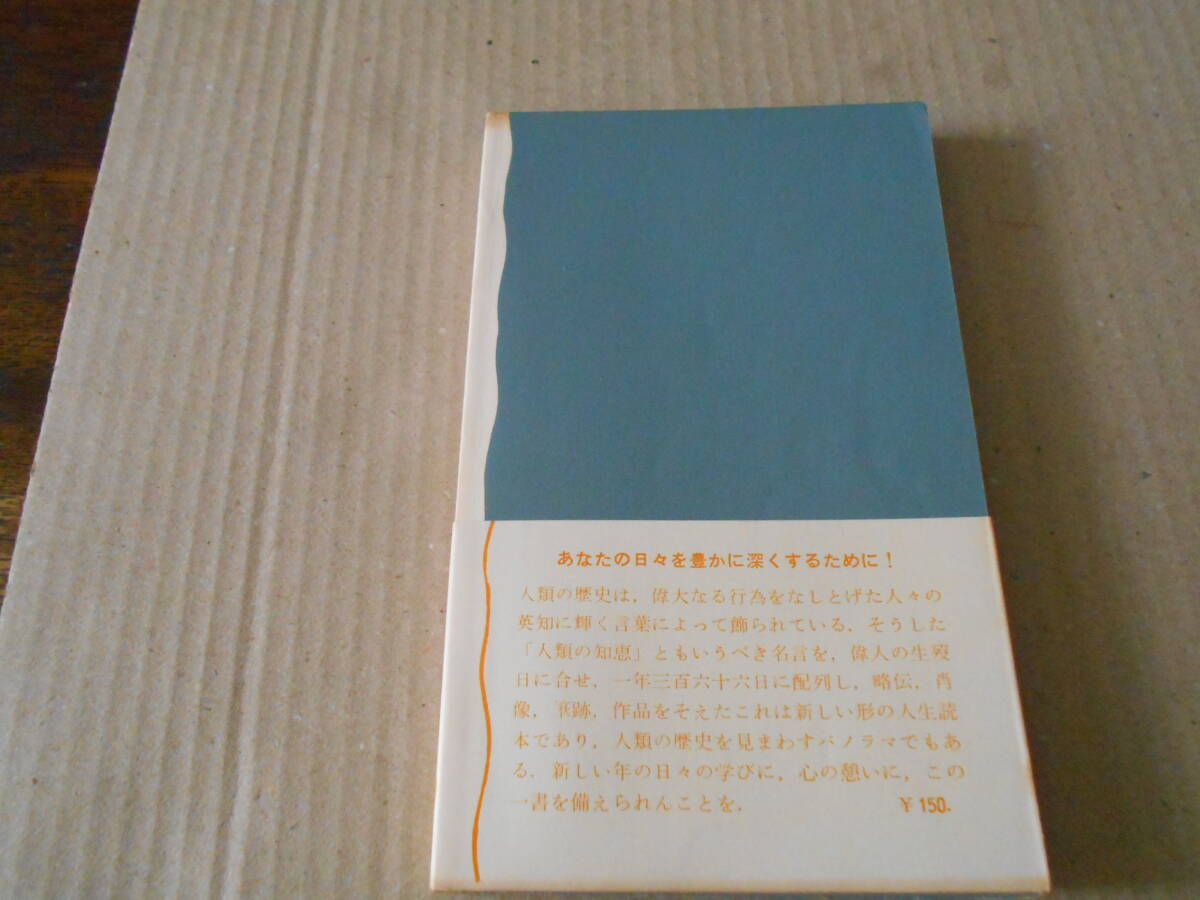 あなたの日々を豊かに深くするために！
人類の歴史は，偉大なる行為をなしとげた人々の
英知に輝く言葉によって飾られている．そうした
「人類の知恵」ともいうべき名言を，偉人の生歿
日に合せ，一年三百六十六日に配列し，略伝，肖
像，筆跡，作品をそえたこれは新しい形の人生読
本であり，人類の歴史を見まわすパノラマでもあ
る．新しい年の日々の学びに，心の憩いに，この
一書を備えられんことを．
￥150.